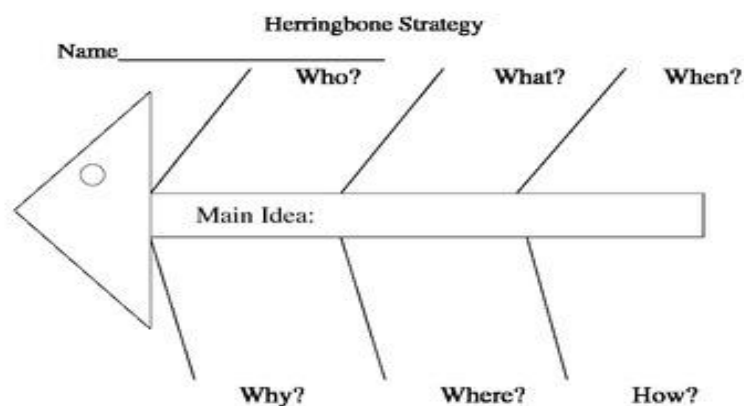 Herringbone Strategy
Name
Who? What? When?
Main Idea:
Why? Where? How?